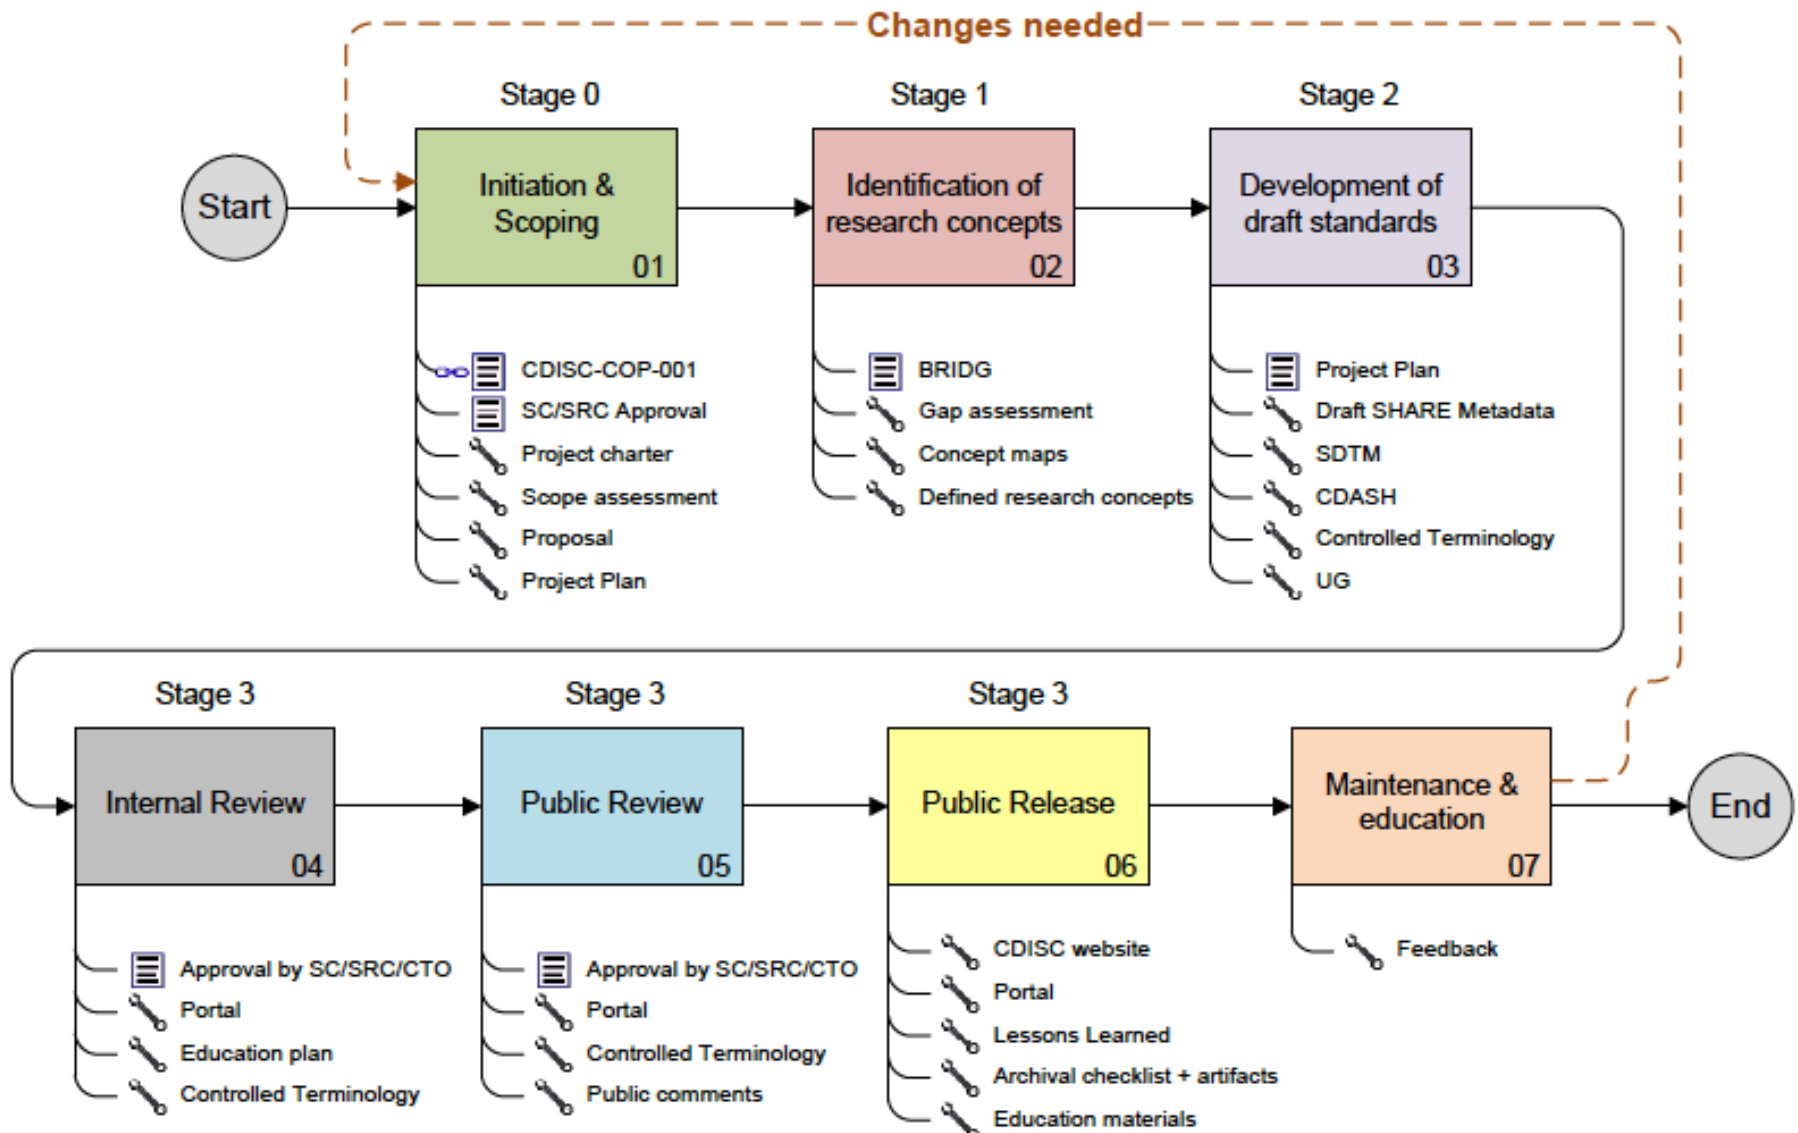 Changes needed
Stage 0
Stage 1
Stage 2
Start
Initiation &
Scoping
01
Identification of
research concepts
02
Development of
draft standards
03
CDISC-COP-001
SC/SRC Approval
Project charter
Scope assessment
Proposal
Project Plan
BRIDG
Gap assessment
Concept maps
Defined research concepts
Project Plan
Draft SHARE Metadata
SDTM
CDASH
Controlled Terminology
UG
Stage 3
Stage 3
Stage 3
Internal Review
04
Public Review
05
Public Release
06
Maintenance &
education
07
End
Approval by SC/SRC/CTO
Portal
Education plan
Controlled Terminology
Approval by SC/SRC/CTO
Portal
Controlled Terminology
Public comments
CDISC website
Portal
Lessons Learned
Archival checklist + artifacts
Education materials
Feedback